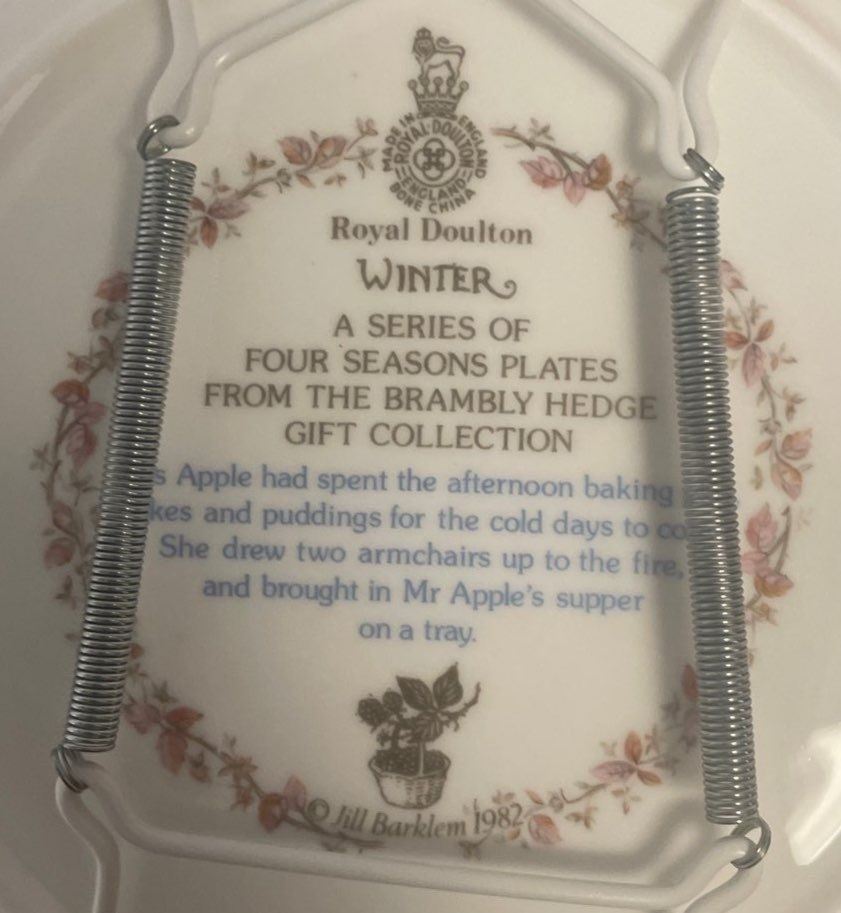 MADE IN ENGLAND
ROYAL DOULTON
ENGLAND
BONE CHINA
Royal Doulton
WINTER
A SERIES OF
FOUR SEASONS PLATES
FROM THE BRAMBLY HEDGE
GIFT COLLECTION
Apple had spent the afternoon baking
and puddings for the cold days to
She drew two armchairs up to the fire,
and brought in Mr Apple's supper
on a tray.
© Jill Barklem 1982